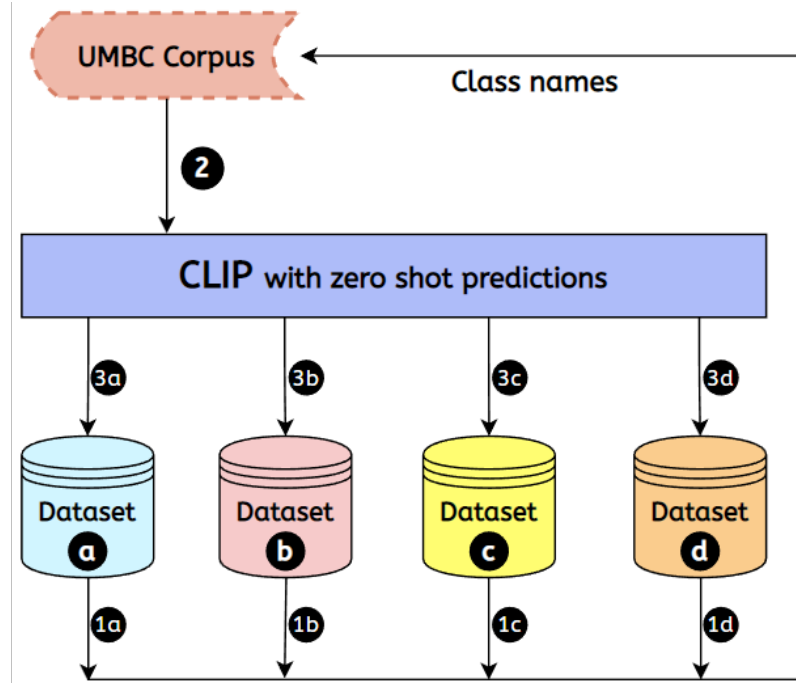 UMBC Corpus
Class names
2
CLIP with zero shot predictions
3a 3b 3c 3d
Dataset Dataset Dataset Dataset
a b c d
1a 1b 1c 1d